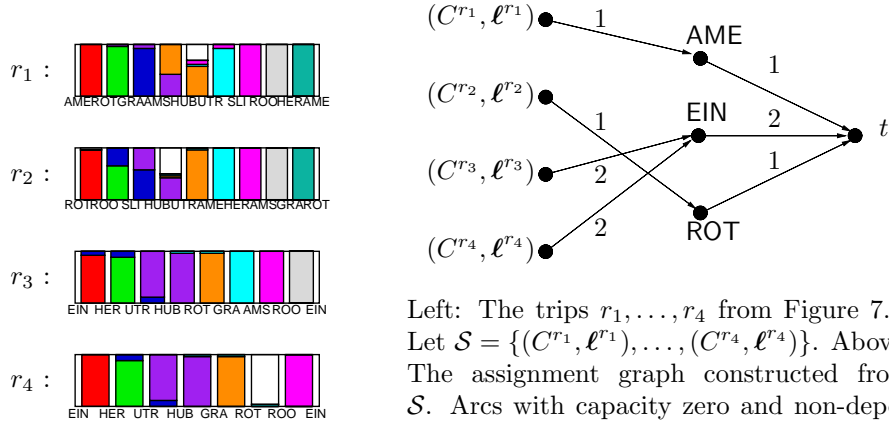 r₁ :
AMEROTGRAAMSHUBUTR SLI ROOHERAME
r₂ :
ROTROO SLI HUBUTRAMEHERAMSGRAROT
r₃ :
EIN HER UTR HUB ROT GRA AMS ROO EIN
r₄ :
EIN HER UTR HUB GRA ROT ROO EIN
(C^{r₁}, ℓ^{r₁})
1
AME
1
(C^{r₂}, ℓ^{r₂})
1
EIN
2
t
(C^{r₃}, ℓ^{r₃})
2
1
(C^{r₄}, ℓ^{r₄})
2
ROT
Left: The trips r₁, . . . , r₄ from Figure 7.
Let 𝒮 = {(C^{r₁}, ℓ^{r₁}), . . . , (C^{r₄}, ℓ^{r₄})}. Abov
The assignment graph constructed fro
𝒮. Arcs with capacity zero and non-dep